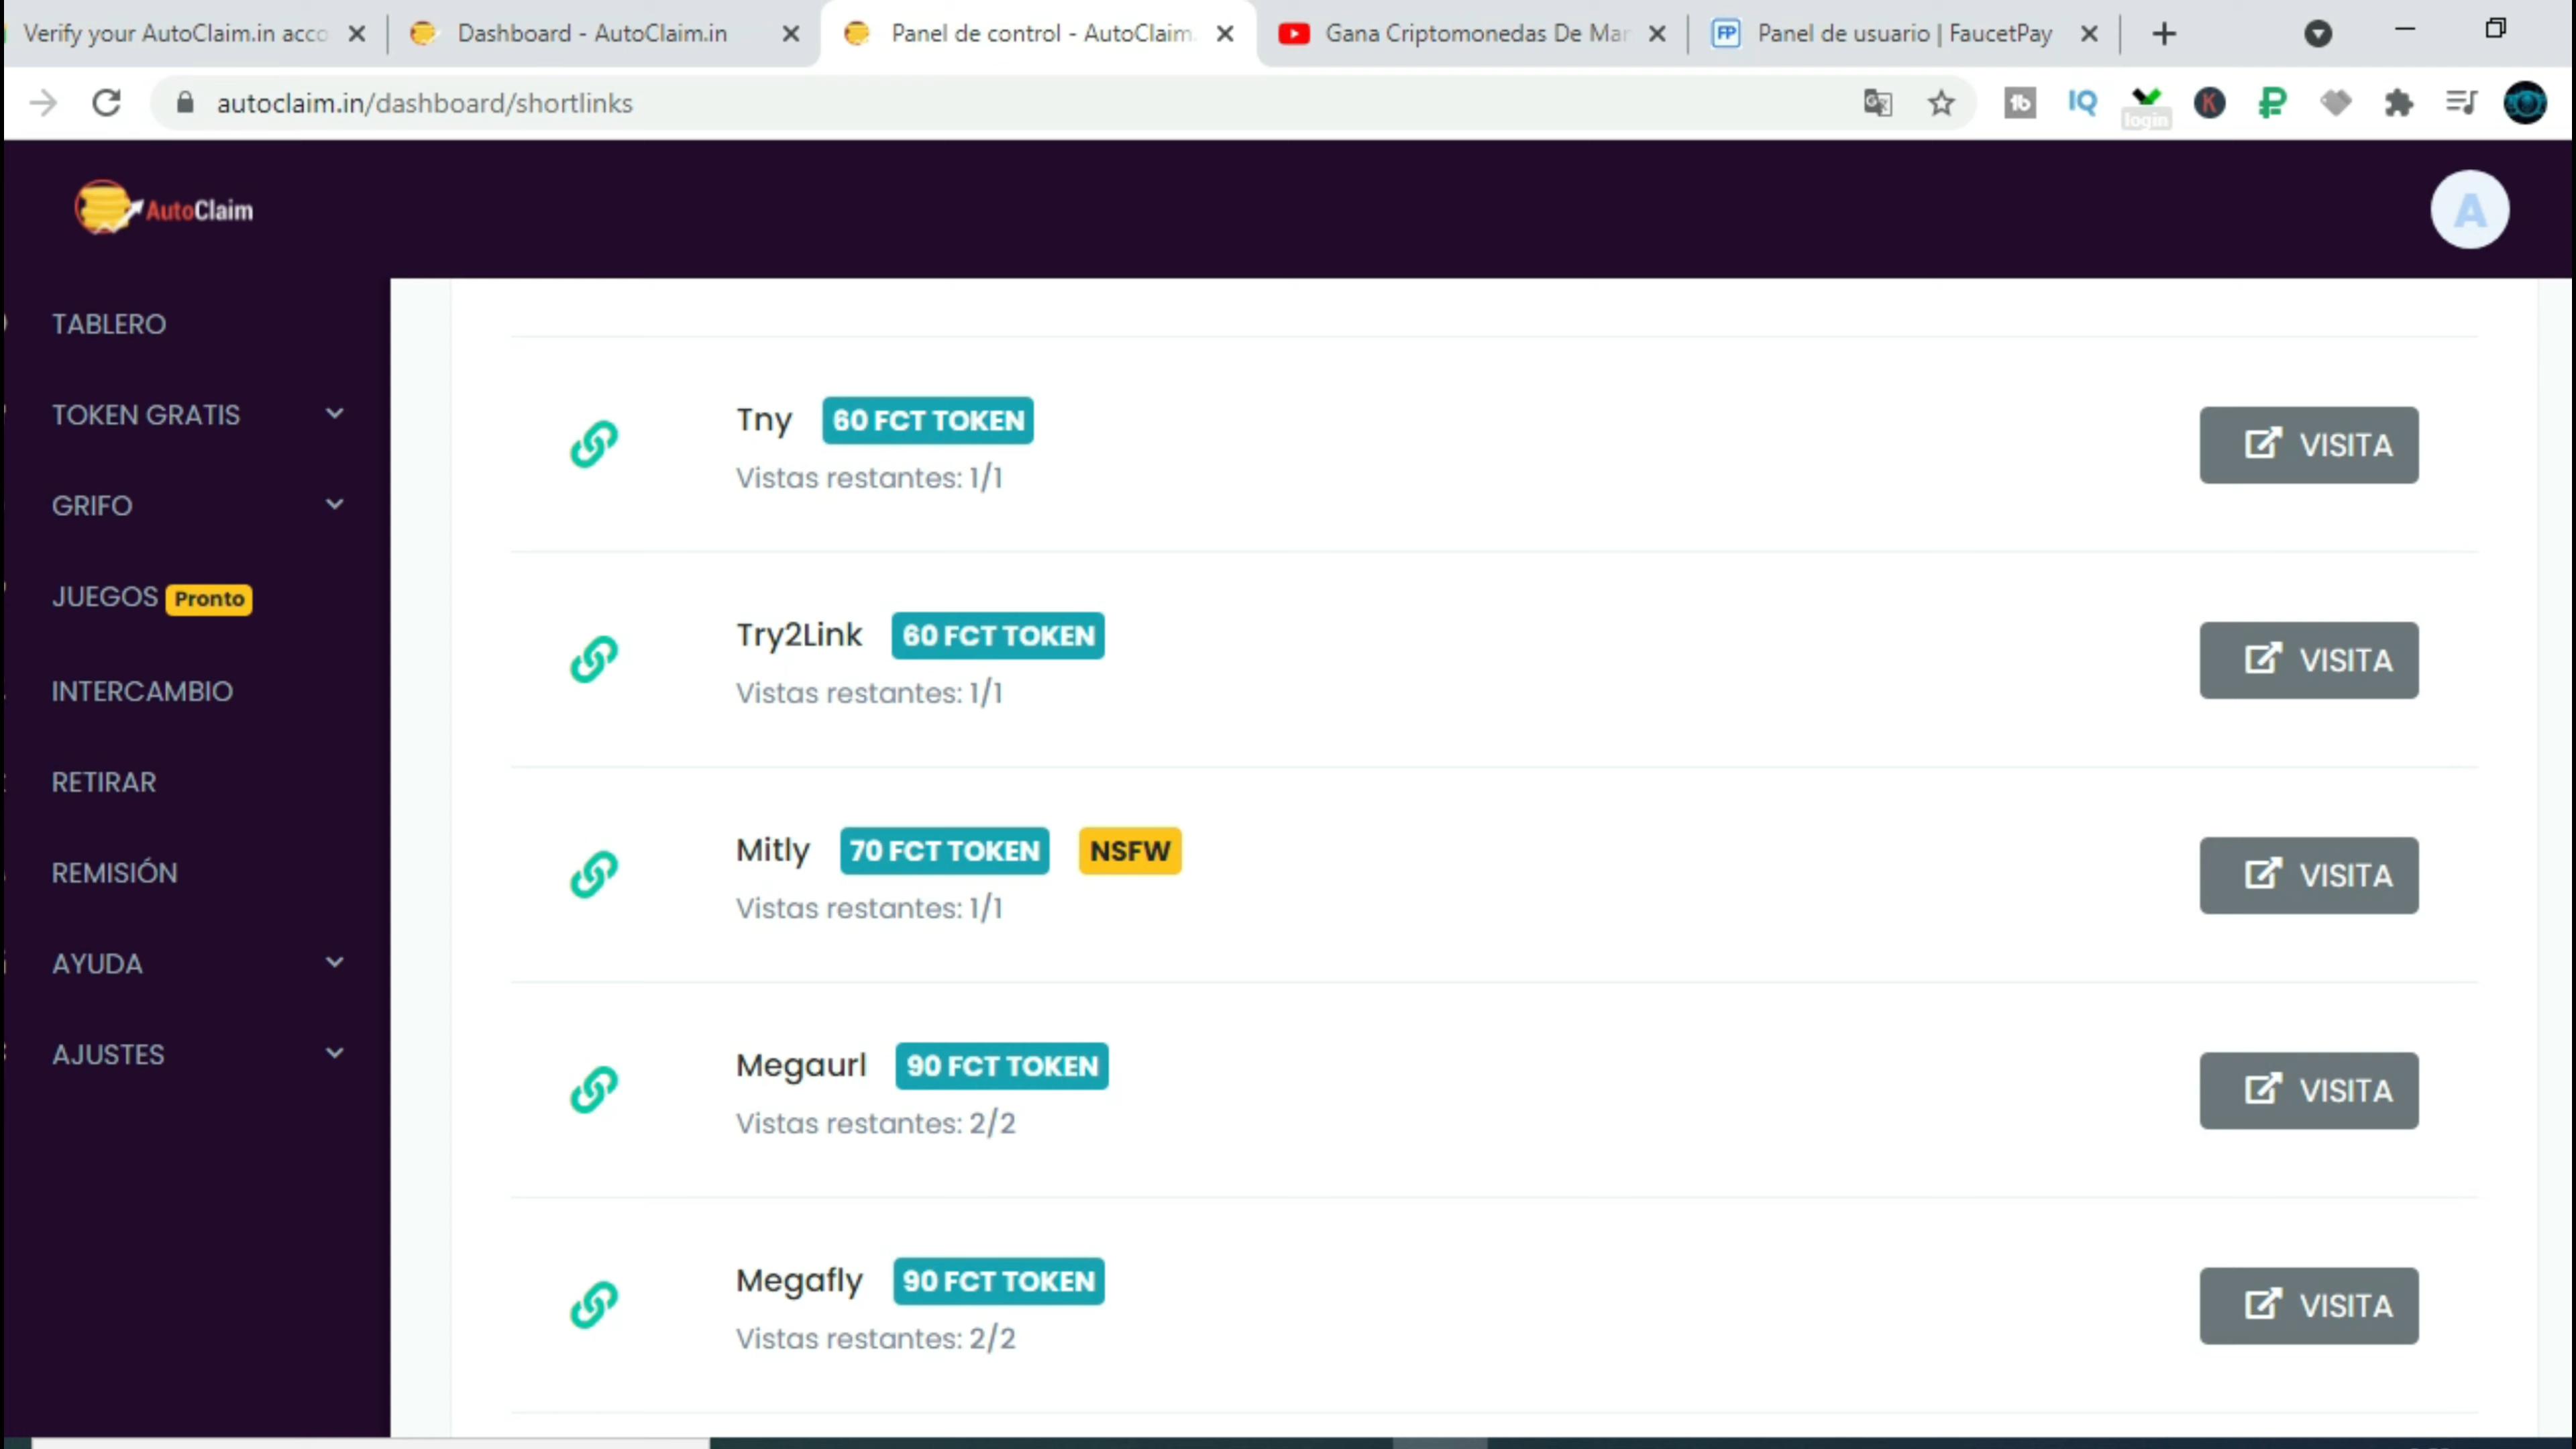 Verify your AutoClaim.in acco
Dashboard - AutoClaim.in
Panel de control - AutoClaim.
Gana Criptomonedas De Mar
FP
Panel de usuario | FaucetPay
autoclaim.in/dashboard/shortlinks
tb
IQ
login
K
AutoClaim
A
TABLERO
TOKEN GRATIS
GRIFO
JUEGOS Pronto
INTERCAMBIO
RETIRAR
REMISIÓN
AYUDA
AJUSTES
Tny 60 FCT TOKEN
Vistas restantes: 1/1
VISITA
Try2Link 60 FCT TOKEN
Vistas restantes: 1/1
VISITA
Mitly 70 FCT TOKEN NSFW
Vistas restantes: 1/1
VISITA
Megaurl 90 FCT TOKEN
Vistas restantes: 2/2
VISITA
Megafly 90 FCT TOKEN
Vistas restantes: 2/2
VISITA